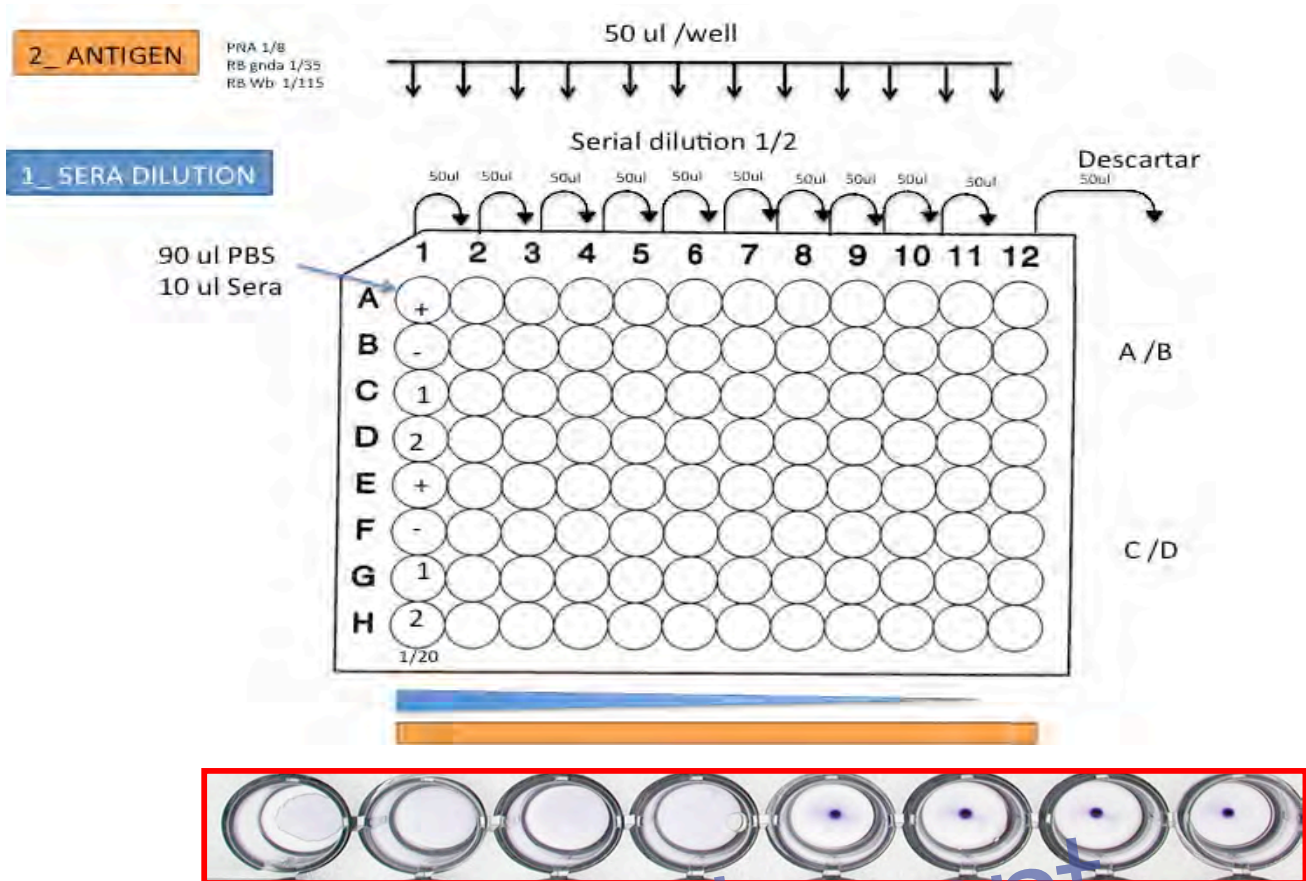 2_ ANTIGEN
PNA 1/8
RB gnda 1/35
RB Wb 1/115
50 ul /well
1_ SERA DILUTION
Serial dilution 1/2
Descartar
50ul 50ul 50ul 50ul 50ul 50ul 50ul 50ul 50ul 50ul 50ul
90 ul PBS
10 ul Sera
1 2 3 4 5 6 7 8 9 10 11 12
A +
B -
A /B
C 1
D 2
E +
F -
C /D
G 1
H 2
1/20